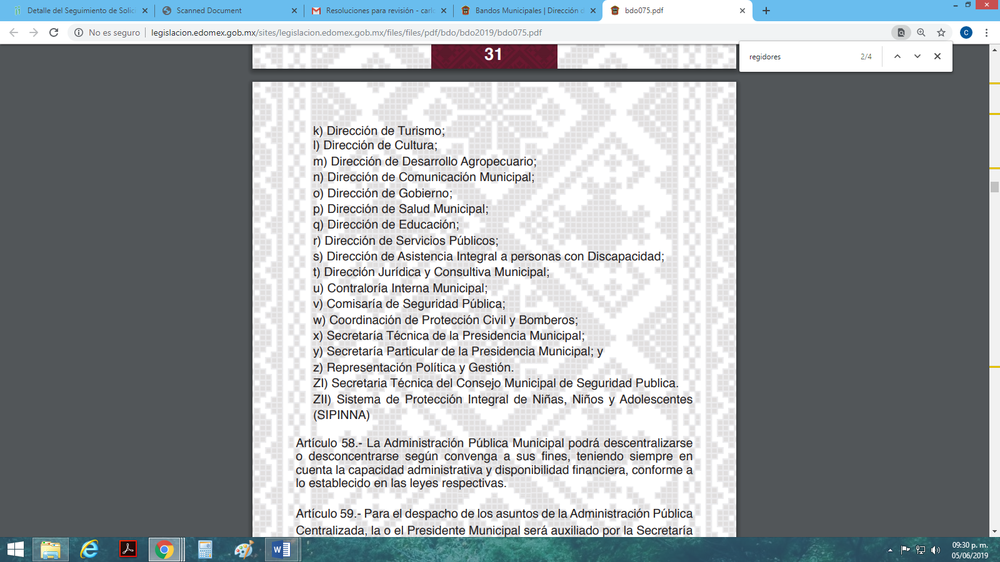 Detalle del Seguimiento de Solici
Scanned Document
Resoluciones para revisión - carlo
Bandos Municipales | Dirección d
bdo075.pdf
No es seguro
legislacion.edomex.gob.mx/sites/legislacion.edomex.gob.mx/files/files/pdf/bdo/bdo2019/bdo075.pdf
C
regidores 2/4
31
k) Dirección de Turismo;
l) Dirección de Cultura;
m) Dirección de Desarrollo Agropecuario;
n) Dirección de Comunicación Municipal;
o) Dirección de Gobierno;
p) Dirección de Salud Municipal;
q) Dirección de Educación;
r) Dirección de Servicios Públicos;
s) Dirección de Asistencia Integral a personas con Discapacidad;
t) Dirección Jurídica y Consultiva Municipal;
u) Contraloría Interna Municipal;
v) Comisaría de Seguridad Pública;
w) Coordinación de Protección Civil y Bomberos;
x) Secretaría Técnica de la Presidencia Municipal;
y) Secretaría Particular de la Presidencia Municipal; y
z) Representación Política y Gestión.
ZI) Secretaria Técnica del Consejo Municipal de Seguridad Publica.
ZII) Sistema de Protección Integral de Niñas, Niños y Adolescentes
(SIPINNA)
Artículo 58.- La Administración Pública Municipal podrá descentralizarse
o desconcentrarse según convenga a sus fines, teniendo siempre en
cuenta la capacidad administrativa y disponibilidad financiera, conforme a
lo establecido en las leyes respectivas.
Artículo 59.- Para el despacho de los asuntos de la Administración Pública
Centralizada, la o el Presidente Municipal será auxiliado por la Secretaría
09:30 p. m.
05/06/2019